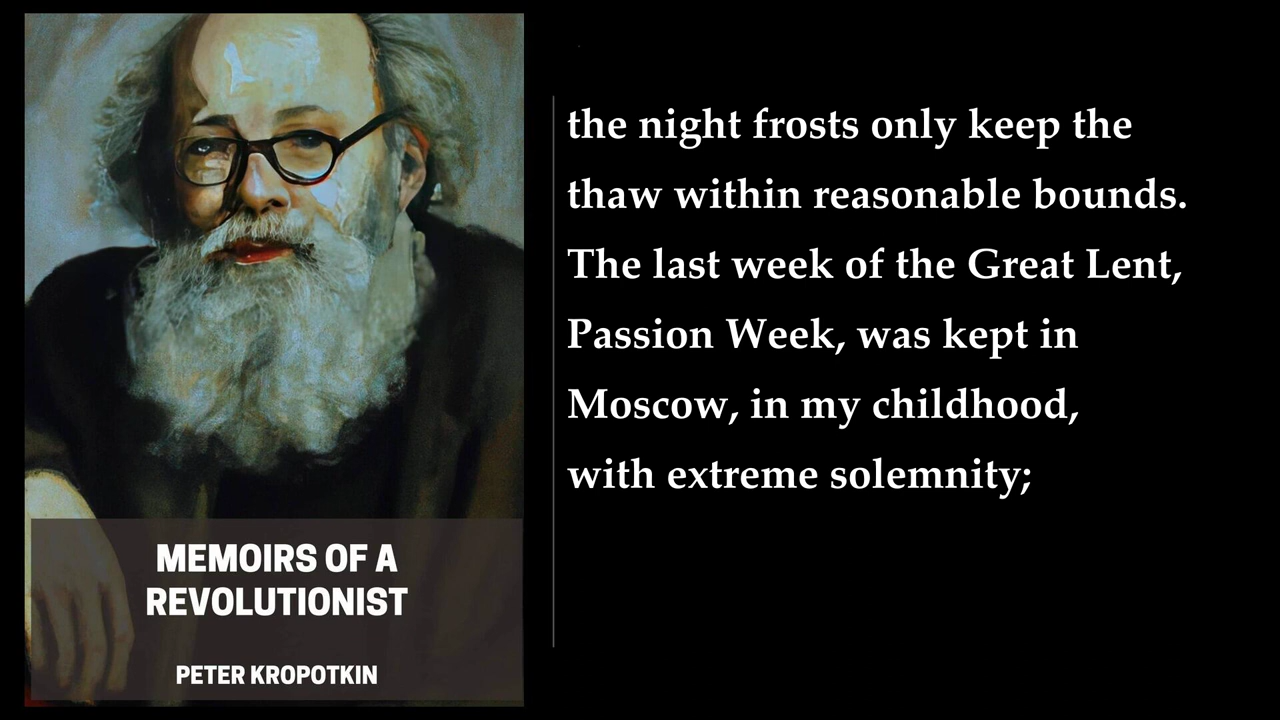 MEMOIRS OF A
REVOLUTIONIST
PETER KROPOTKIN
the night frosts only keep the
thaw within reasonable bounds.
The last week of the Great Lent,
Passion Week, was kept in
Moscow, in my childhood,
with extreme solemnity;